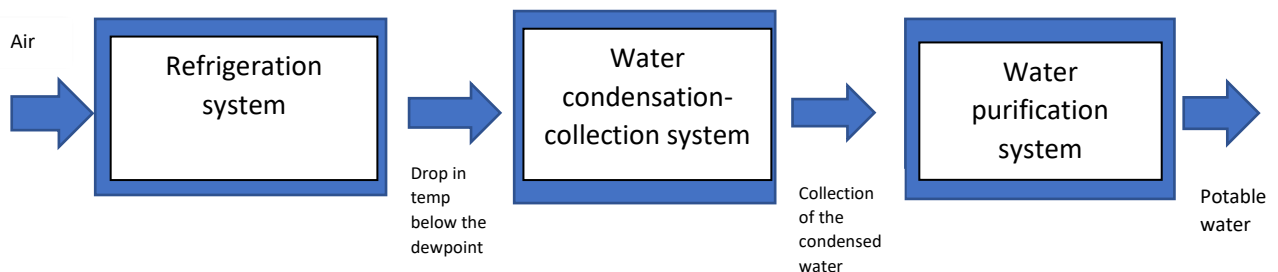 Air
Refrigeration
system
Drop in
temp
below the
dewpoint
Water
condensation-
collection system
Collection
of the
condensed
water
Water
purification
system
Potable
water